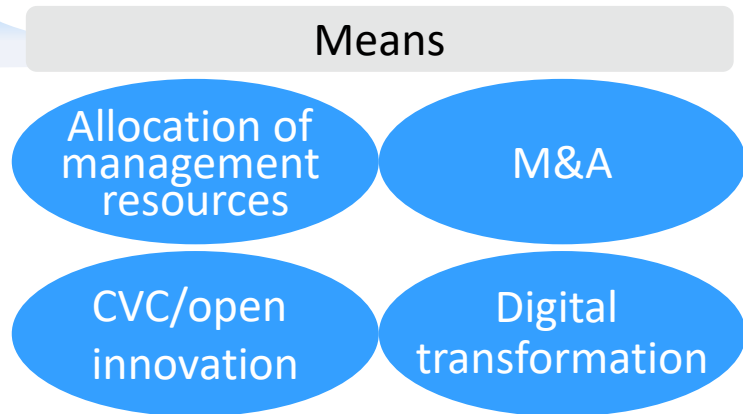 Means
Allocation of
management
resources
M&A
CVC/open
innovation
Digital
transformation